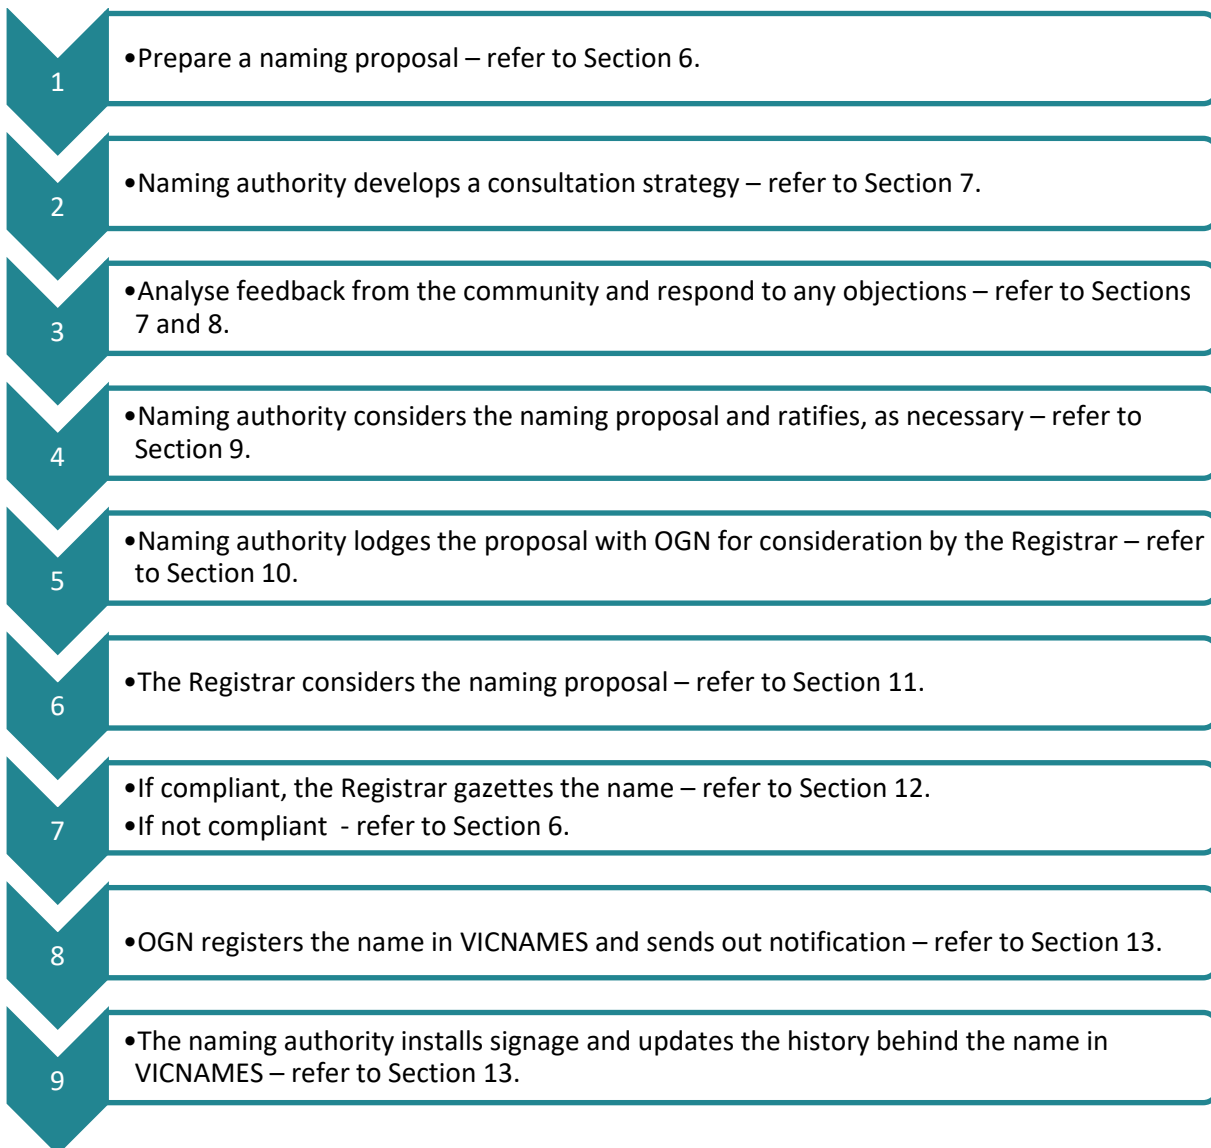 1
•Prepare a naming proposal – refer to Section 6.
2
•Naming authority develops a consultation strategy – refer to Section 7.
3
•Analyse feedback from the community and respond to any objections – refer to Sections
7 and 8.
4
•Naming authority considers the naming proposal and ratifies, as necessary – refer to
Section 9.
5
•Naming authority lodges the proposal with OGN for consideration by the Registrar – refer
to Section 10.
6
•The Registrar considers the naming proposal – refer to Section 11.
7
•If compliant, the Registrar gazettes the name – refer to Section 12.
•If not compliant - refer to Section 6.
8
•OGN registers the name in VICNAMES and sends out notification – refer to Section 13.
9
•The naming authority installs signage and updates the history behind the name in
VICNAMES – refer to Section 13.